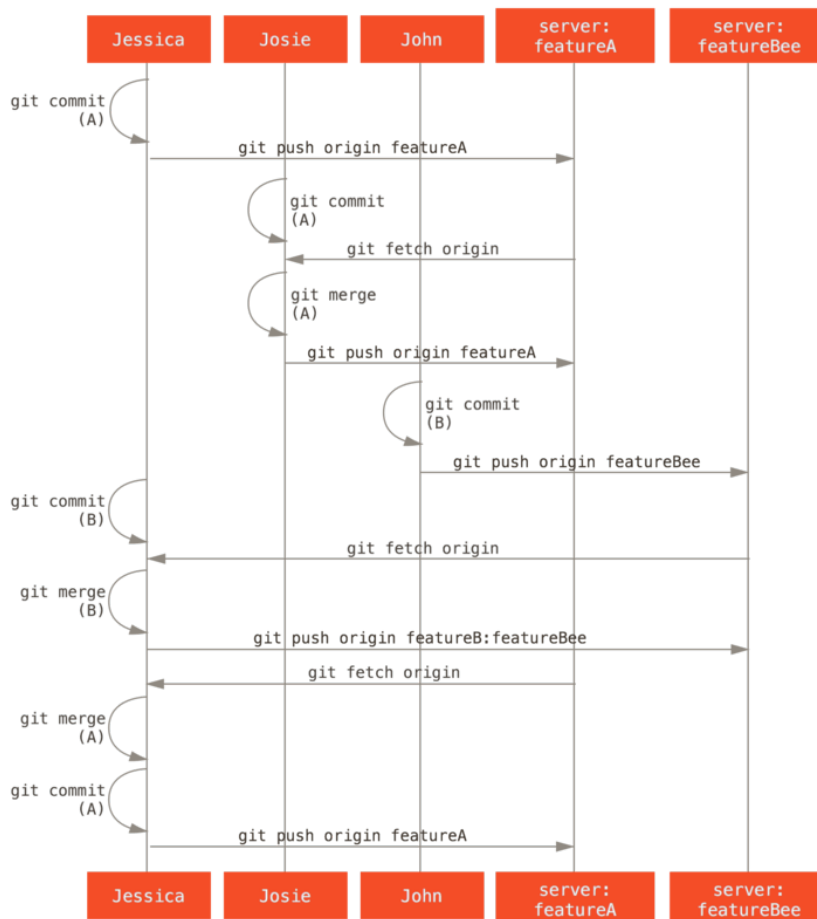 Jessica
Josie
John
server:
featureA
server:
featureBee
git commit
(A)
git push origin featureA
git commit
(A)
git fetch origin
git merge
(A)
git push origin featureA
git commit
(B)
git push origin featureBee
git commit
(B)
git fetch origin
git merge
(B)
git push origin featureB:featureBee
git fetch origin
git merge
(A)
git commit
(A)
git push origin featureA
Jessica
Josie
John
server:
featureA
server:
featureBee